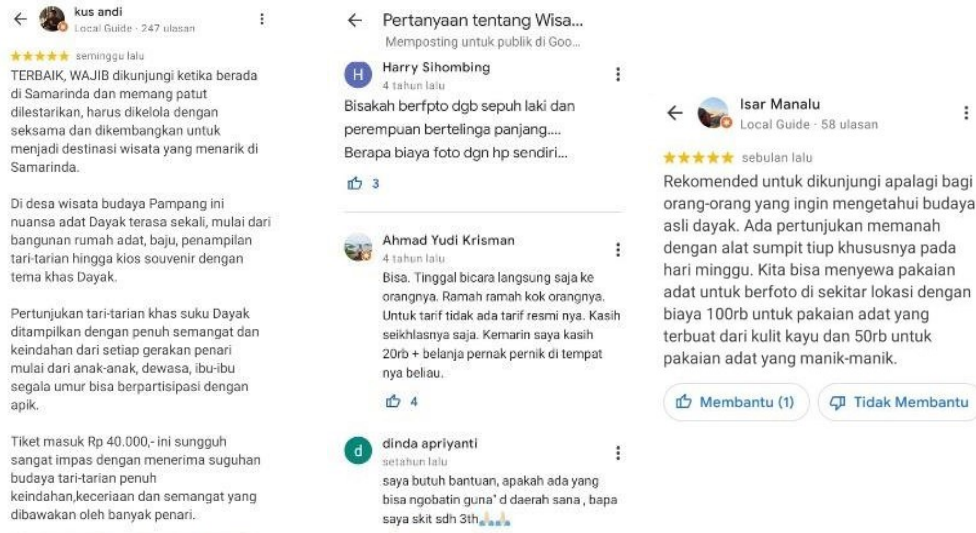 kus andi
Local Guide · 247 ulasan
seminggu lalu
TERBAIK, WAJIB dikunjungi ketika berada
di Samarinda dan memang patut
dilestarikan, harus dikelola dengan
seksama dan dikembangkan untuk
menjadi destinasi wisata yang menarik di
Samarinda.
Di desa wisata budaya Pampang ini
nuansa adat Dayak terasa sekali, mulai dari
bangunan rumah adat, baju, penampilan
tari-tarian hingga kios souvenir dengan
tema khas Dayak.
Pertunjukan tari-tarian khas suku Dayak
ditampilkan dengan penuh semangat dan
keindahan dari setiap gerakan penari
mulai dari anak-anak, dewasa, ibu-ibu
segala umur bisa berpartisipasi dengan
apik.
Tiket masuk Rp 40.000,- ini sungguh
sangat impas dengan menerima suguhan
budaya tari-tarian penuh
keindahan,keceriaan dan semangat yang
dibawakan oleh banyak penari.
Pertanyaan tentang Wisa...
Memposting untuk publik di Goo...
H
Harry Sihombing
4 tahun lalu
Bisakah berfpto dgb sepuh laki dan
perempuan bertelinga panjang....
Berapa biaya foto dgn hp sendiri...
3
Ahmad Yudi Krisman
4 tahun lalu
Bisa. Tinggal bicara langsung saja ke
orangnya. Ramah ramah kok orangnya.
Untuk tarif tidak ada tarif resmi nya. Kasih
seikhlasnya saja. Kemarin saya kasih
20rb + belanja pernak pernik di tempat
nya beliau.
4
d
dinda apriyanti
setahun lalu
saya butuh bantuan, apakah ada yang
bisa ngobatin guna" d daerah sana , bapa
saya skit sdh 3th🙏🙏
Isar Manalu
Local Guide · 58 ulasan
sebulan lalu
Rekomended untuk dikunjungi apalagi bagi
orang-orang yang ingin mengetahui budaya
asli dayak. Ada pertunjukan memanah
dengan alat sumpit tiup khususnya pada
hari minggu. Kita bisa menyewa pakaian
adat untuk berfoto di sekitar lokasi dengan
biaya 100rb untuk pakaian adat yang
terbuat dari kulit kayu dan 50rb untuk
pakaian adat yang manik-manik.
Membantu (1)
Tidak Membantu